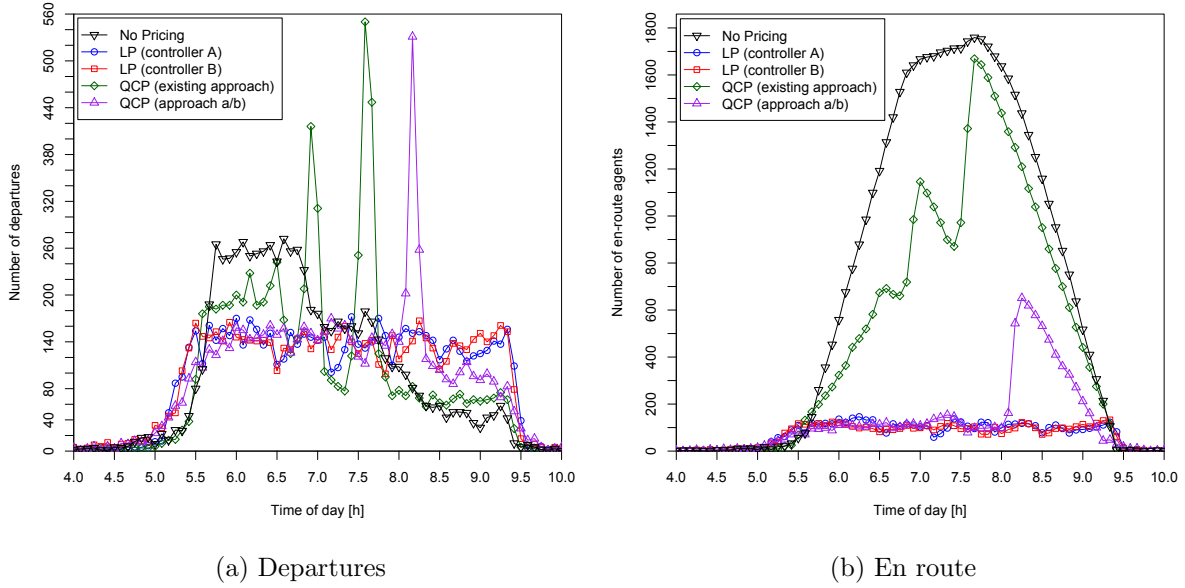 No Pricing
LP (controller A)
LP (controller B)
QCP (existing approach)
QCP (approach a/b)
Number of departures
0 40 80 140 200 260 320 380 440 500 560
4.0 4.5 5.0 5.5 6.0 6.5 7.0 7.5 8.0 8.5 9.0 9.5 10.0
Time of day [h]
(a) Departures
No Pricing
LP (controller A)
LP (controller B)
QCP (existing approach)
QCP (approach a/b)
Number of en-route agents
0 200 400 600 800 1000 1200 1400 1600 1800
4.0 4.5 5.0 5.5 6.0 6.5 7.0 7.5 8.0 8.5 9.0 9.5 10.0
Time of day [h]
(b) En route